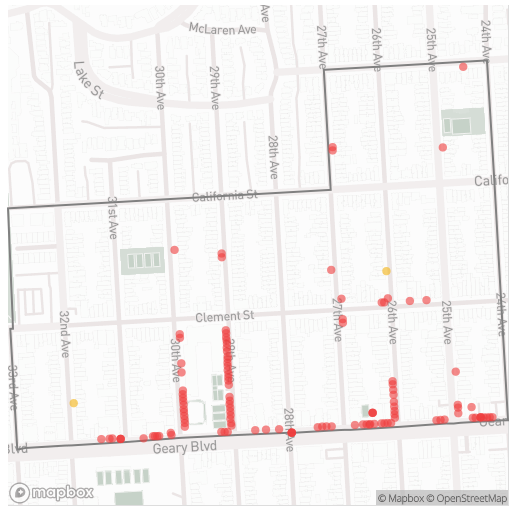 McLaren Ave
Lake St
30th Ave
29th Ave
Ave
28th Ave
27th Ave
26th Ave
25th Ave
24th Ave
California St
Califo
31st Ave
32nd Ave
33rd Ave
Clement St
30th Ave
29th Ave
28th Ave
27th Ave
26th Ave
25th Ave
24th Ave
Blvd
Geary Blvd
Gear
mapbox
© Mapbox © OpenStreetMap